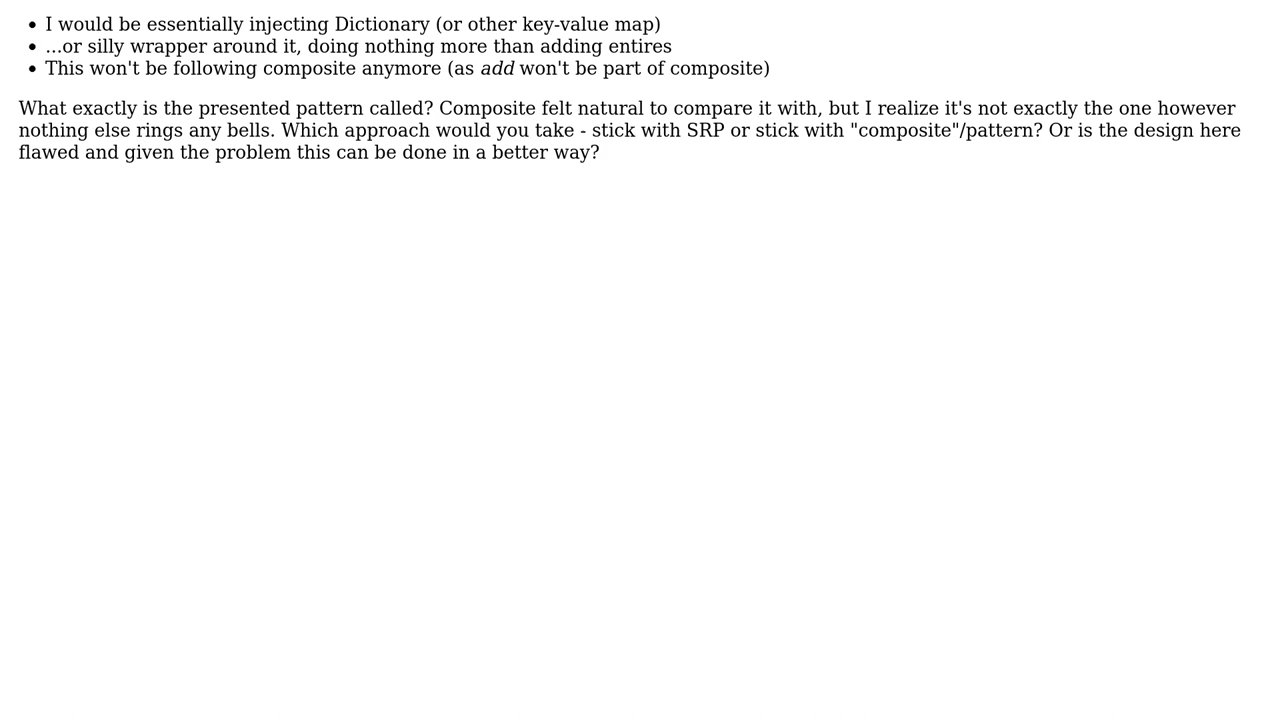 • I would be essentially injecting Dictionary (or other key-value map)
• ...or silly wrapper around it, doing nothing more than adding entires
• This won't be following composite anymore (as add won't be part of composite)
What exactly is the presented pattern called? Composite felt natural to compare it with, but I realize it's not exactly the one however
nothing else rings any bells. Which approach would you take - stick with SRP or stick with "composite"/pattern? Or is the design here
flawed and given the problem this can be done in a better way?